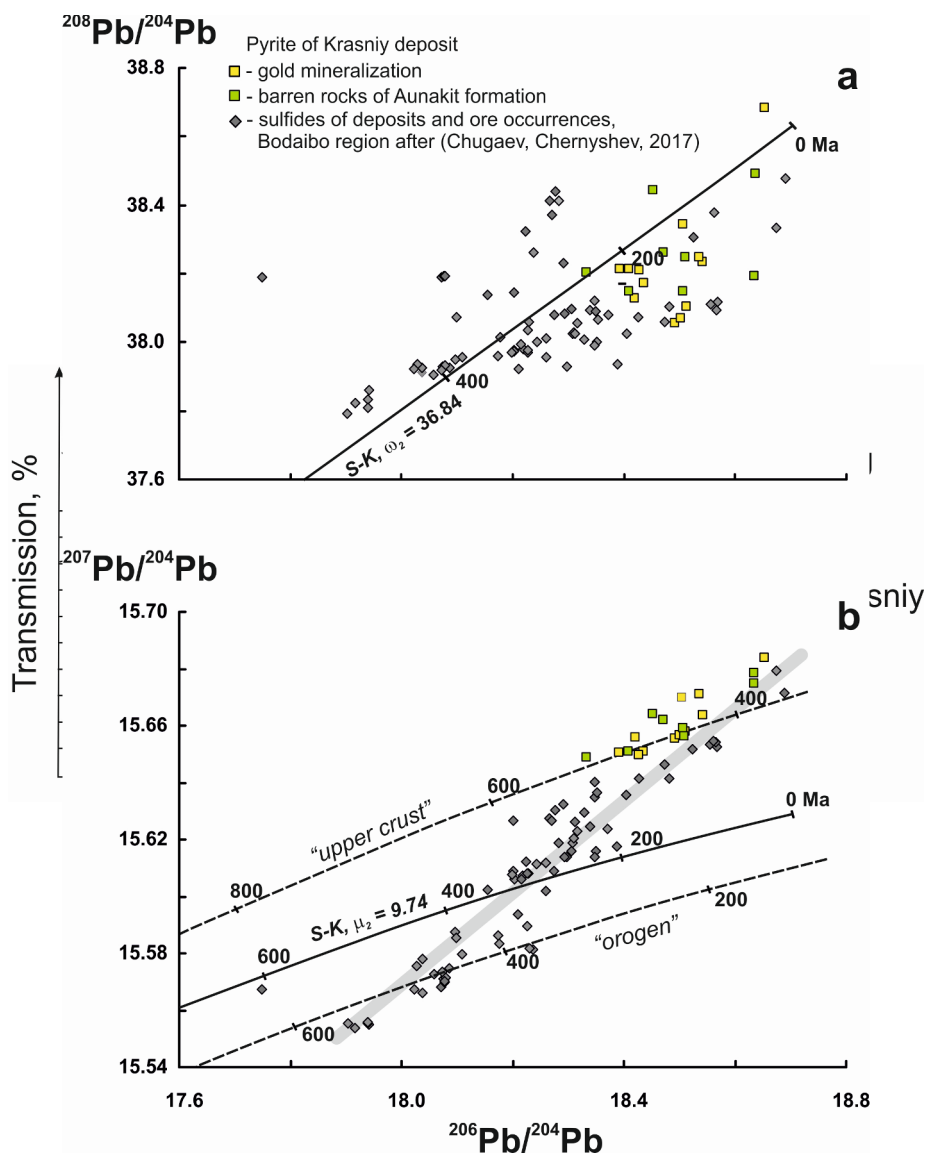 208Pb/204Pb
Pyrite of Krasniy deposit
- gold mineralization
- barren rocks of Aunakit formation
- sulfides of deposits and ore occurrences,
Bodaibo region after (Chugaev, Chernyshev, 2017)
a
38.8
38.4
38.0
37.6
0 Ma
200
400
S-K, ω2 = 36.84
Transmission, %
207Pb/204Pb
sniy
b
15.70
15.66
15.62
15.58
15.54
400
600
"upper crust"
800
0 Ma
200
400
S-K, μ2 = 9.74
600
200
"orogen"
400
600
17.6
18.0
18.4
18.8
206Pb/204Pb